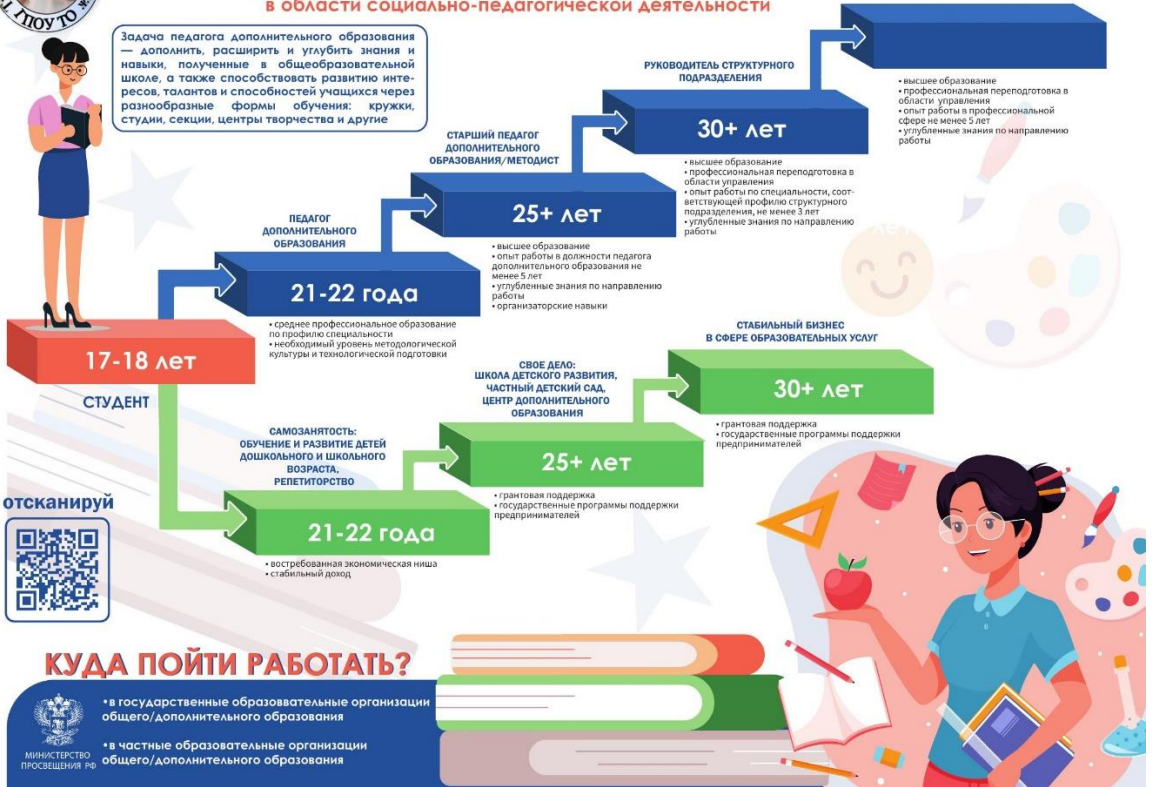 ГПОУ ТО
в области социально-педагогической деятельности
Задача педагога дополнительного образования
— дополнить, расширить и углубить знания и
навыки, полученные в общеобразовательной
школе, а также способствовать развитию инте-
ресов, талантов и способностей учащихся через
разнообразные формы обучения: кружки,
студии, секции, центры творчества и другие
• высшее образование
• профессиональная переподготовка в
области управления
• опыт работы в профессиональной
сфере не менее 5 лет
• углубленные знания по направлению
работы
РУКОВОДИТЕЛЬ СТРУКТУРНОГО
ПОДРАЗДЕЛЕНИЯ
30+ лет
• высшее образование
• профессиональная переподготовка в
области управления
• опыт работы по специальности, соот-
ветствующей профилю структурного
подразделения, не менее 3 лет
• углубленные знания по направлению
работы
лет
СТАРШИЙ ПЕДАГОГ
ДОПОЛНИТЕЛЬНОГО
ОБРАЗОВАНИЯ/МЕТОДИСТ
25+ лет
• высшее образование
• опыт работы в должности педагога
дополнительного образования не
менее 5 лет
• углубленные знания по направлению
работы
• организаторские навыки
ПЕДАГОГ
ДОПОЛНИТЕЛЬНОГО
ОБРАЗОВАНИЯ
21-22 года
• среднее профессиональное образование
по профилю специальности
• необходимый уровень методологической
культуры и технологической подготовки
17-18 лет
СТУДЕНТ
СТАБИЛЬНЫЙ БИЗНЕС
В СФЕРЕ ОБРАЗОВАТЕЛЬНЫХ УСЛУГ
30+ лет
• грантовая поддержка
• государственные программы поддержки
предпринимателей
СВОЕ ДЕЛО:
ШКОЛА ДЕТСКОГО РАЗВИТИЯ,
ЧАСТНЫЙ ДЕТСКИЙ САД,
ЦЕНТР ДОПОЛНИТЕЛЬНОГО
ОБРАЗОВАНИЯ
25+ лет
• грантовая поддержка
• государственные программы поддержки
предпринимателей
САМОЗАНЯТОСТЬ:
ОБУЧЕНИЕ И РАЗВИТИЕ ДЕТЕЙ
ДОШКОЛЬНОГО И ШКОЛЬНОГО
ВОЗРАСТА,
РЕПЕТИТОРСТВО
21-22 года
• востребованная экономическая ниша
• стабильный доход
отсканируй
КУДА ПОЙТИ РАБОТАТЬ?
• в государственные образоввательные организации
общего/дополнительного образования
• в частные образовательные организации
общего/дополнительного образования
МИНИСТЕРСТВО
ПРОСВЕЩЕНИЯ РФ